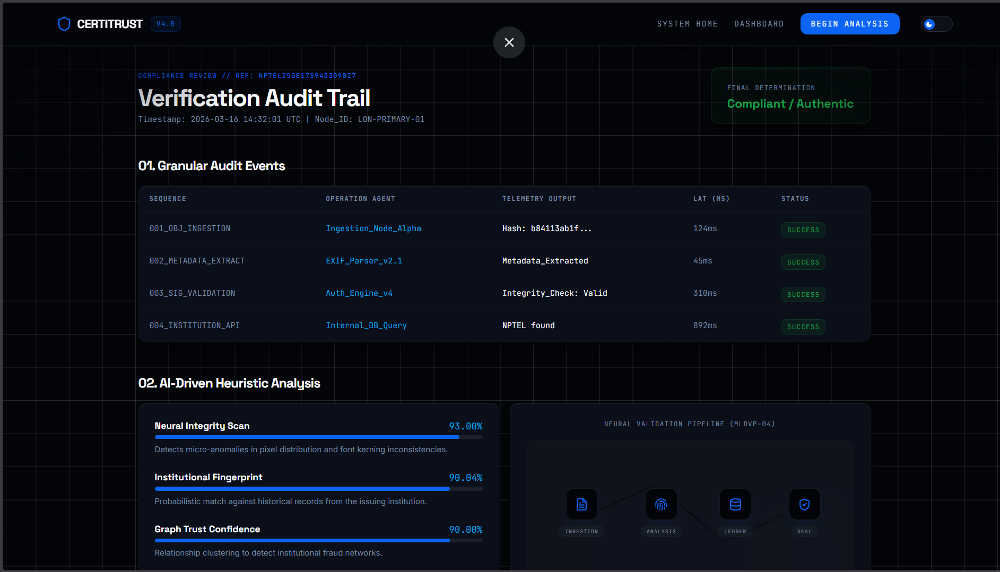 CERTITRUST V4.0 SYSTEM HOME DASHBOARD BEGIN ANALYSIS
COMPLIANCE REVIEW // REF: NPTEL25GE17S943309027
Verification Audit Trail
Timestamp: 2026-03-16 14:32:01 UTC | Node_ID: LON-PRIMARY-01
FINAL DETERMINATION
Compliant / Authentic
01. Granular Audit Events
SEQUENCE OPERATION AGENT TELEMETRY OUTPUT LAT (MS) STATUS
001_OBJ_INGESTION Ingestion_Node_Alpha Hash: b84113ab1f... 124ms SUCCESS
002_METADATA_EXTRACT EXIF_Parser_v2.1 Metadata_Extracted 45ms SUCCESS
003_SIG_VALIDATION Auth_Engine_v4 Integrity_Check: Valid 310ms SUCCESS
004_INSTITUTION_API Internal_DB_Query NPTEL found 892ms SUCCESS
02. AI-Driven Heuristic Analysis
Neural Integrity Scan 93.00%
Detects micro-anomalies in pixel distribution and font kerning inconsistencies.
Institutional Fingerprint 90.04%
Probabilistic match against historical records from the issuing institution.
Graph Trust Confidence 90.00%
Relationship clustering to detect institutional fraud networks.
NEURAL VALIDATION PIPELINE (MLDVP-04)
INGESTION ANALYSIS LEDGER SEAL